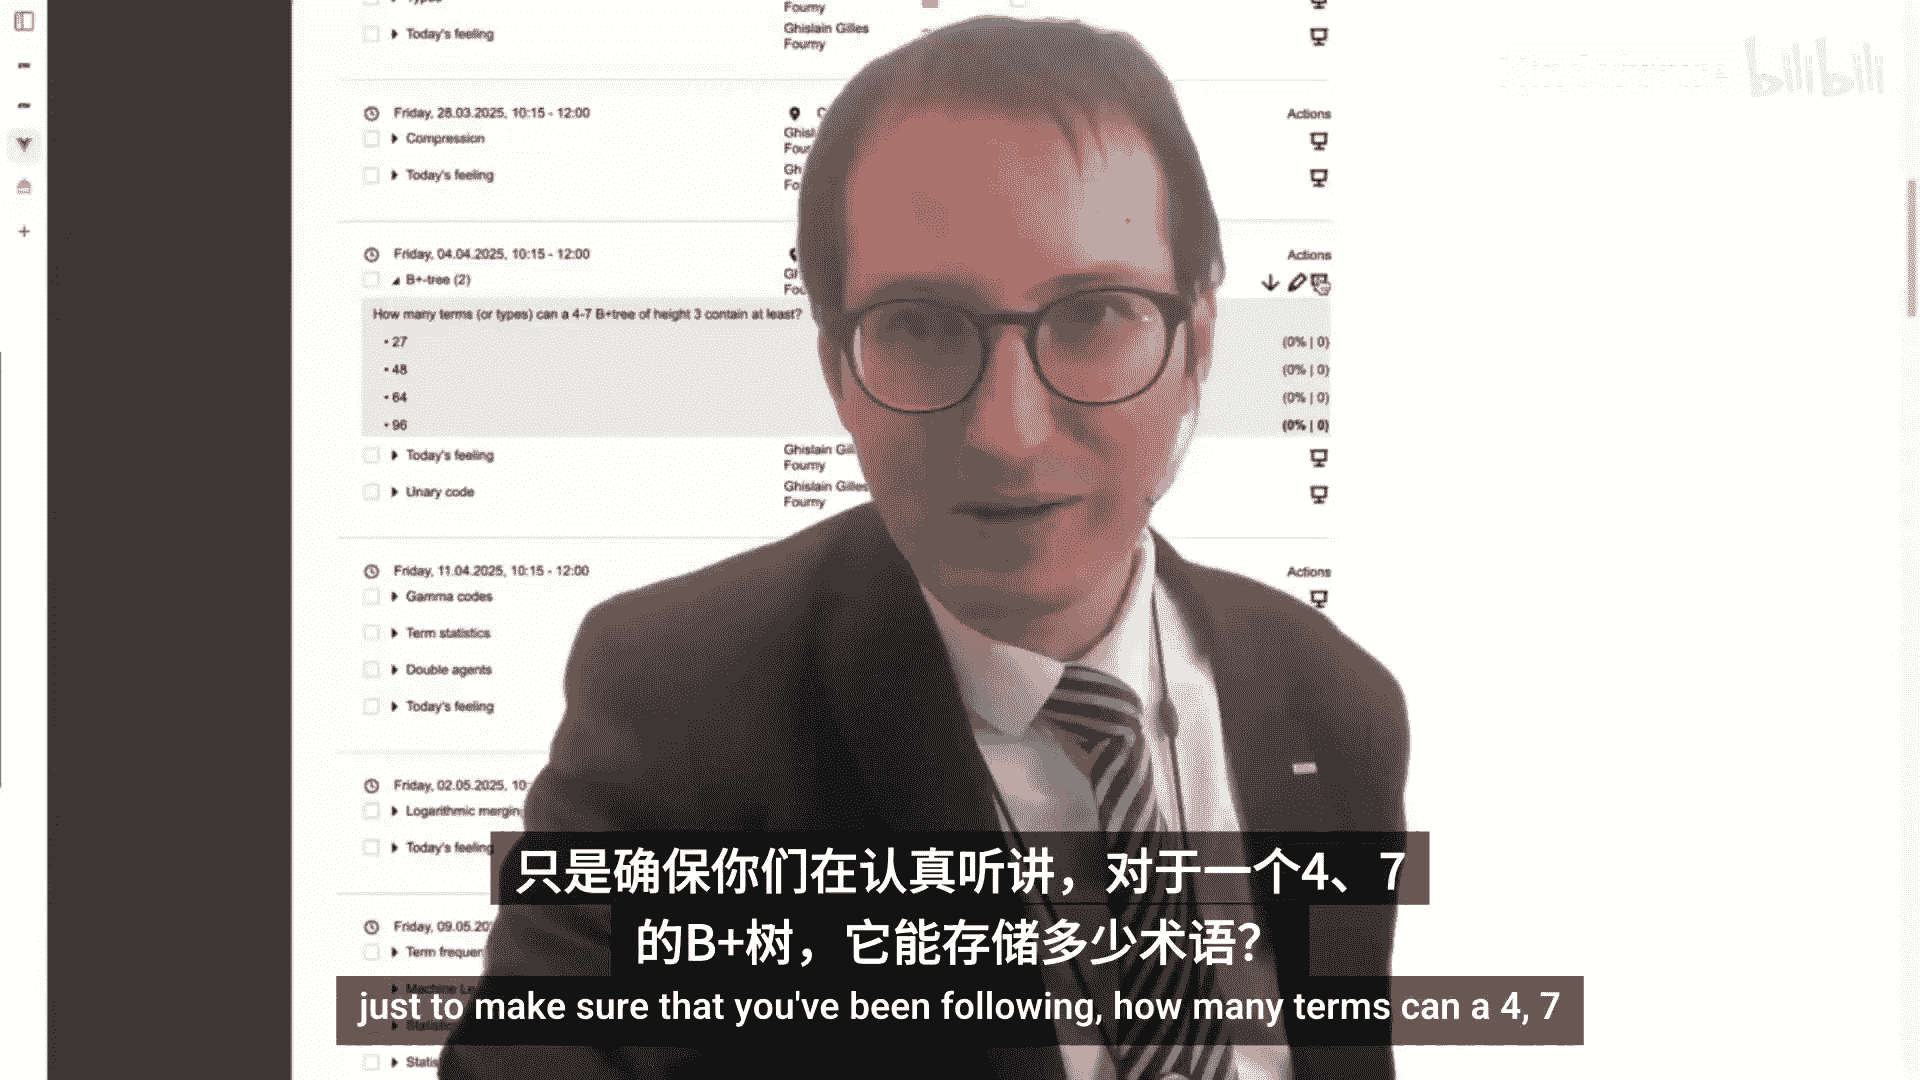 Today's feeling
Fourny
Ghislain Gilles
Fourny
bilibili
Friday, 28.03.2025, 10:15 - 12:00
Actions
Compression
Today's feeling
Friday, 04.04.2025, 10:15 - 12:00
Actions
B+-tree (2)
How many terms (or types) can a 4-7 B+tree of height 3 contain at least?
• 27 (0% | 0)
• 48 (0% | 0)
• 64 (0% | 0)
• 96 (0% | 0)
Today's feeling
Fourny
Unary code
Ghislain Gilles
Fourny
Friday, 11.04.2025, 10:15 - 12:00
Actions
Gamma codes
Term statistics
Double agents
Today's feeling
Friday, 02.05.2025, 10
Logarithmic merging
Today's feeling
Friday, 09.05.20
只是确保你们在认真听讲，对于一个4、7
的B+树，它能存储多少术语？
just to make sure that you've been following, how many terms can a 4, 7